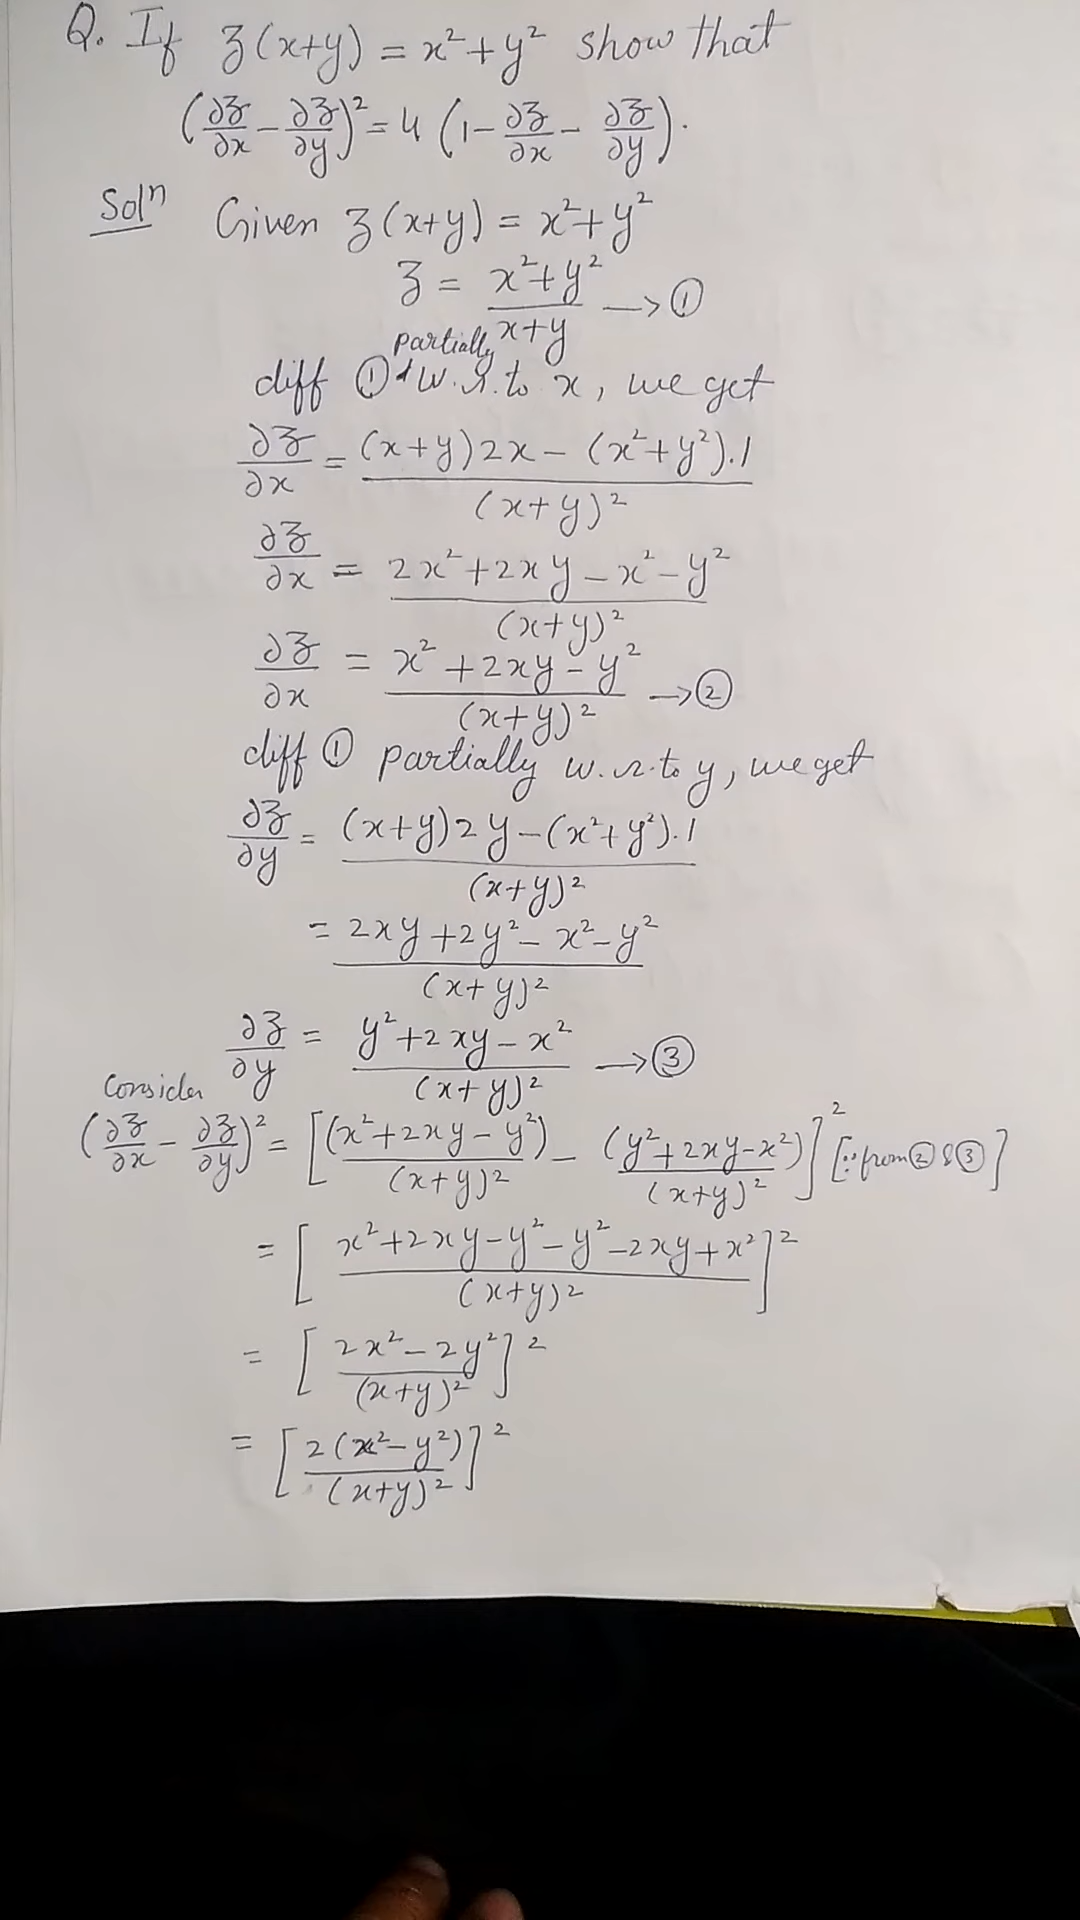 Q. If z(x+y) = x²+y² show that
(∂z/∂x - ∂z/∂y)² = 4 (1 - ∂z/∂x - ∂z/∂y).
Solⁿ Given z(x+y) = x²+y²
z = (x²+y²)/(x+y) → ①
partially
diff ① w.r.to x, we get
∂z/∂x = ((x+y)2x - (x²+y²).1)/(x+y)²
∂z/∂x = (2x²+2xy-x²-y²)/(x+y)²
∂z/∂x = (x²+2xy-y²)/(x+y)² → ②
diff ① partially w.r.to y, we get
∂z/∂y = ((x+y)2y-(x²+y²).1)/(x+y)²
= (2xy+2y²-x²-y²)/(x+y)²
∂z/∂y = (y²+2xy-x²)/(x+y)² → ③
Consider
(∂z/∂x - ∂z/∂y)² = [(x²+2xy-y²)/(x+y)² - (y²+2xy-x²)/(x+y)²]² [∵ from ② & ③]
= [(x²+2xy-y²-y²-2xy+x²)/(x+y)²]²
= [(2x²-2y²)/(x+y)²]²
= [2(x²-y²)/(x+y)²]²